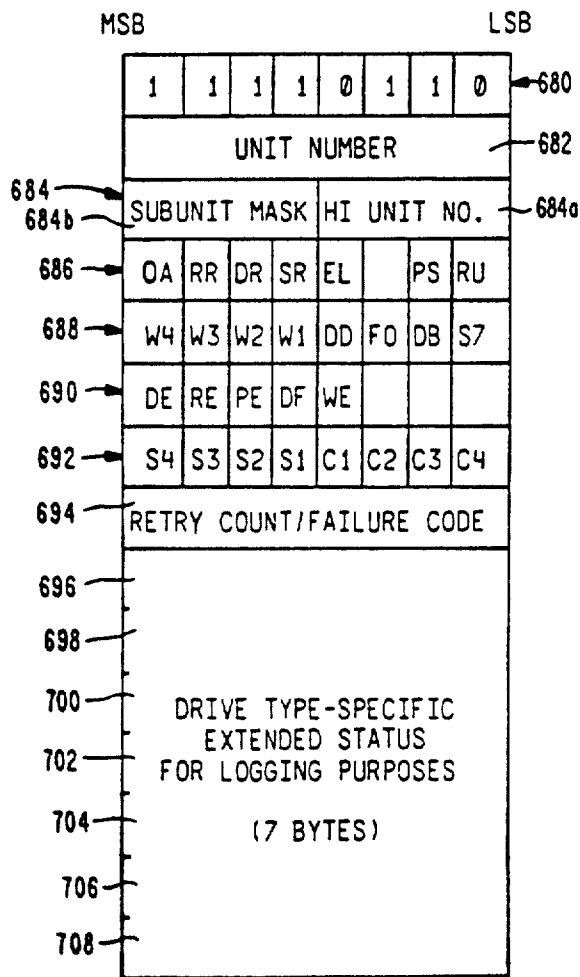 MSB LSB
1 1 1 1 0 1 1 0 680
UNIT NUMBER 682
684
684b SUBUNIT MASK HI UNIT NO. 684a
686 OA RR DR SR EL PS RU
688 W4 W3 W2 W1 DD FO DB S7
690 DE RE PE DF WE
692 S4 S3 S2 S1 C1 C2 C3 C4
694 RETRY COUNT/FAILURE CODE
696
698
700 DRIVE TYPE-SPECIFIC
EXTENDED STATUS
702 FOR LOGGING PURPOSES
704 (7 BYTES)
706
708